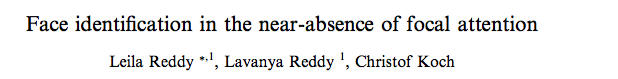 Face identification in the near-absence of focal attention
Leila Reddy *,1, Lavanya Reddy 1, Christof Koch